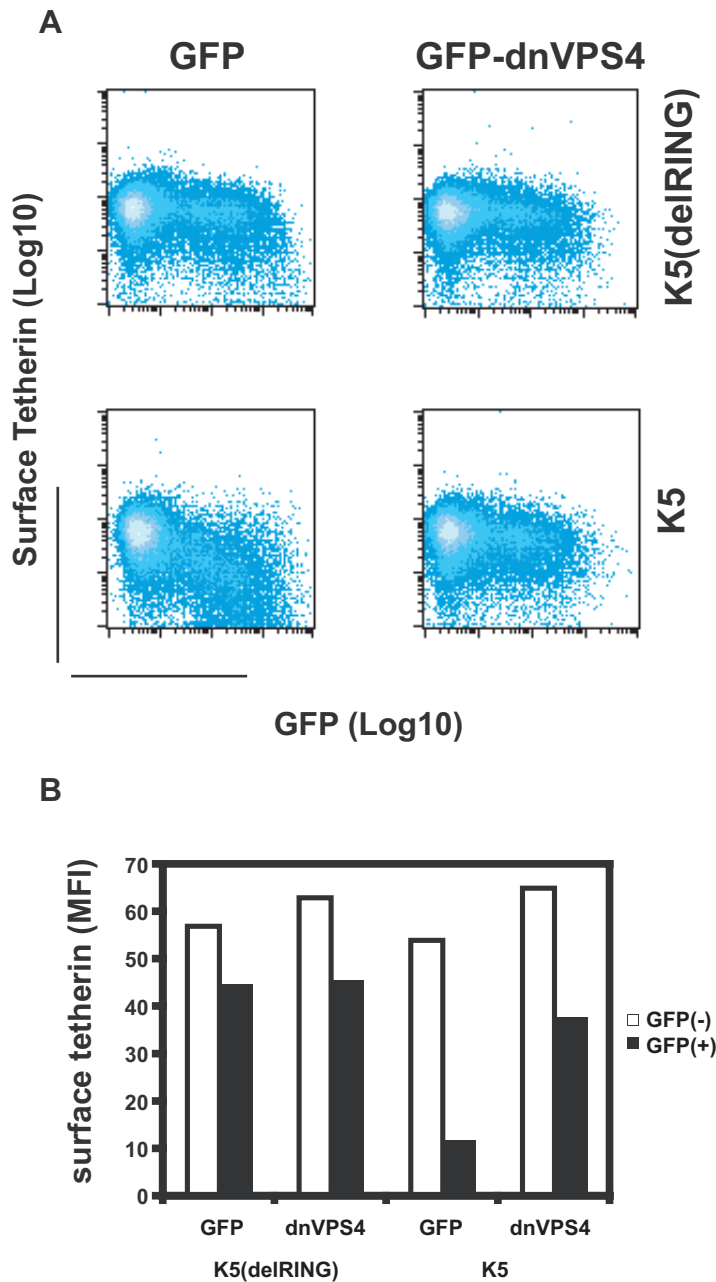 A
GFP
GFP-dnVPS4
K5(delRING)
K5
Surface Tetherin (Log10)
GFP (Log10)
B
70
60
50
40
30
20
10
0
surface tetherin (MFI)
GFP(-)
GFP(+)
GFP dnVPS4 GFP dnVPS4
K5(delRING) K5